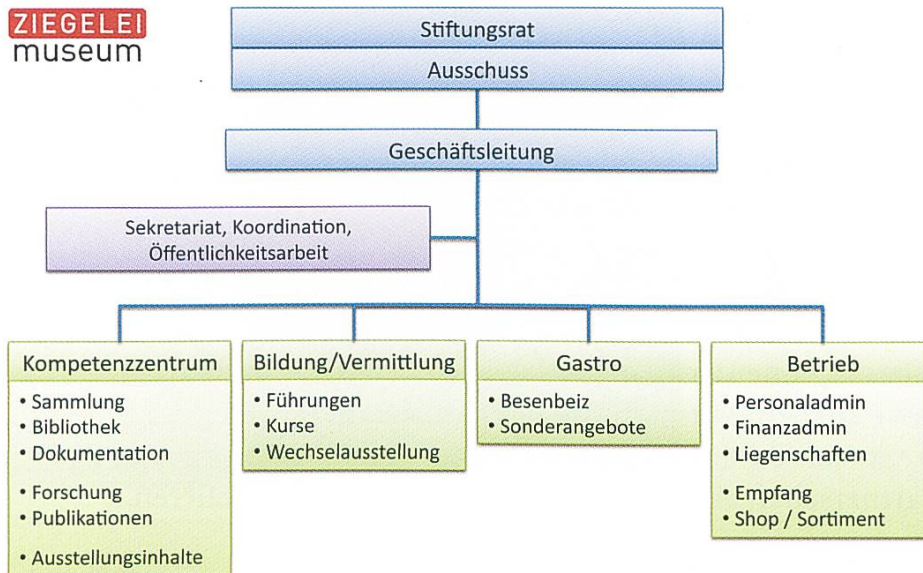 ZIEGELEI
museum
Stiftungsrat
Ausschuss
Geschäftsleitung
Sekretariat, Koordination,
Öffentlichkeitsarbeit
Kompetenzzentrum
• Sammlung
• Bibliothek
• Dokumentation
• Forschung
• Publikationen
• Ausstellungsinhalte
Bildung/Vermittlung
• Führungen
• Kurse
• Wechselausstellung
Gastro
• Besenbeiz
• Sonderangebote
Betrieb
• Personaladmin
• Finanzadmin
• Liegenschaften
• Empfang
• Shop / Sortiment